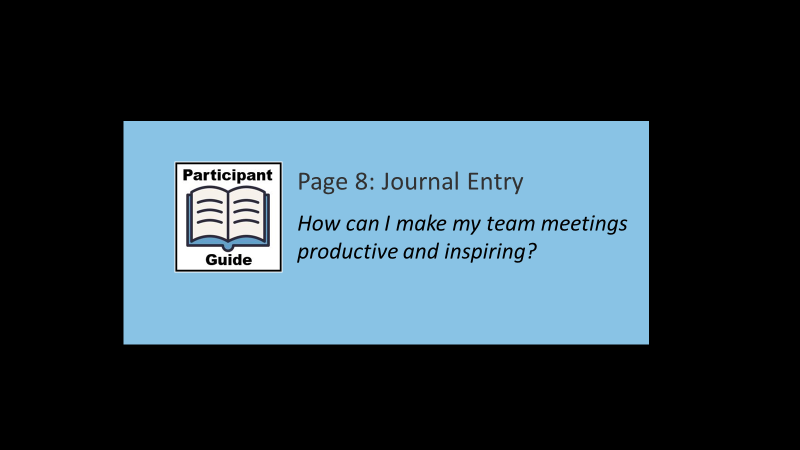 Participant
Guide
Page 8: Journal Entry
How can I make my team meetings
productive and inspiring?